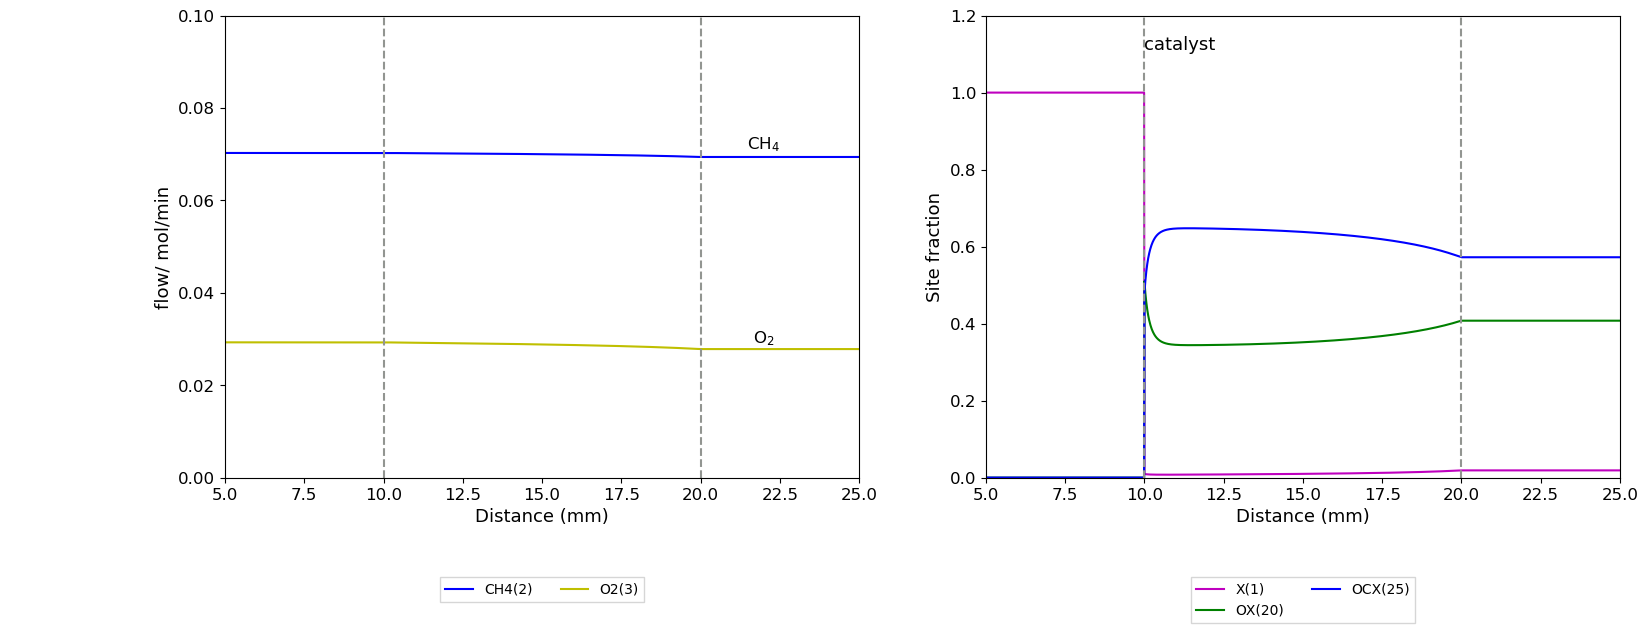 0.10
0.08
0.06
0.04
0.02
0.00
flow/ mol/min
CH₄
O₂
5.0 7.5 10.0 12.5 15.0 17.5 20.0 22.5 25.0
Distance (mm)
CH4(2) O2(3)
1.2
1.0
0.8
0.6
0.4
0.2
0.0
Site fraction
catalyst
5.0 7.5 10.0 12.5 15.0 17.5 20.0 22.5 25.0
Distance (mm)
X(1) OCX(25)
OX(20)